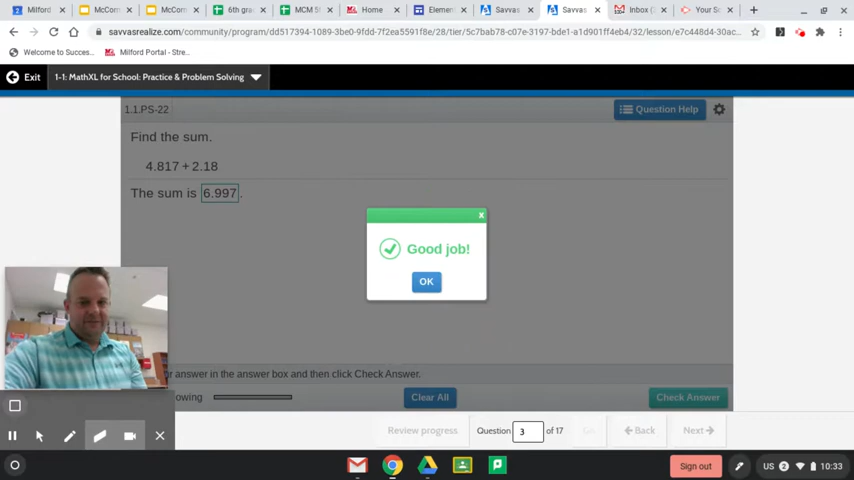 Milford
McCom
McCom
6th grad
MCM 5t
Home
Element
Savvas
Savvas
Inbox (
Your Sc
savvasrealize.com/community/program/dd517394-1089-3be0-9fdd-7f2ea5591f8e/28/tier/5c7bab78-c07e-3197-bde1-a1d901ff4eb4/32/lesson/e7c448d4-30ac...
Welcome to Succes...
Milford Portal - Stre...
Exit
1-1: MathXL for School: Practice & Problem Solving
1.1.PS-22
Question Help
Find the sum.
4.817 + 2.18
The sum is 6.997 .
x
Good job!
OK
r answer in the answer box and then click Check Answer.
owing
Clear All
Check Answer
Review progress
Question 3 of 17
Go
Back
Next
Sign out
US 2
10:33